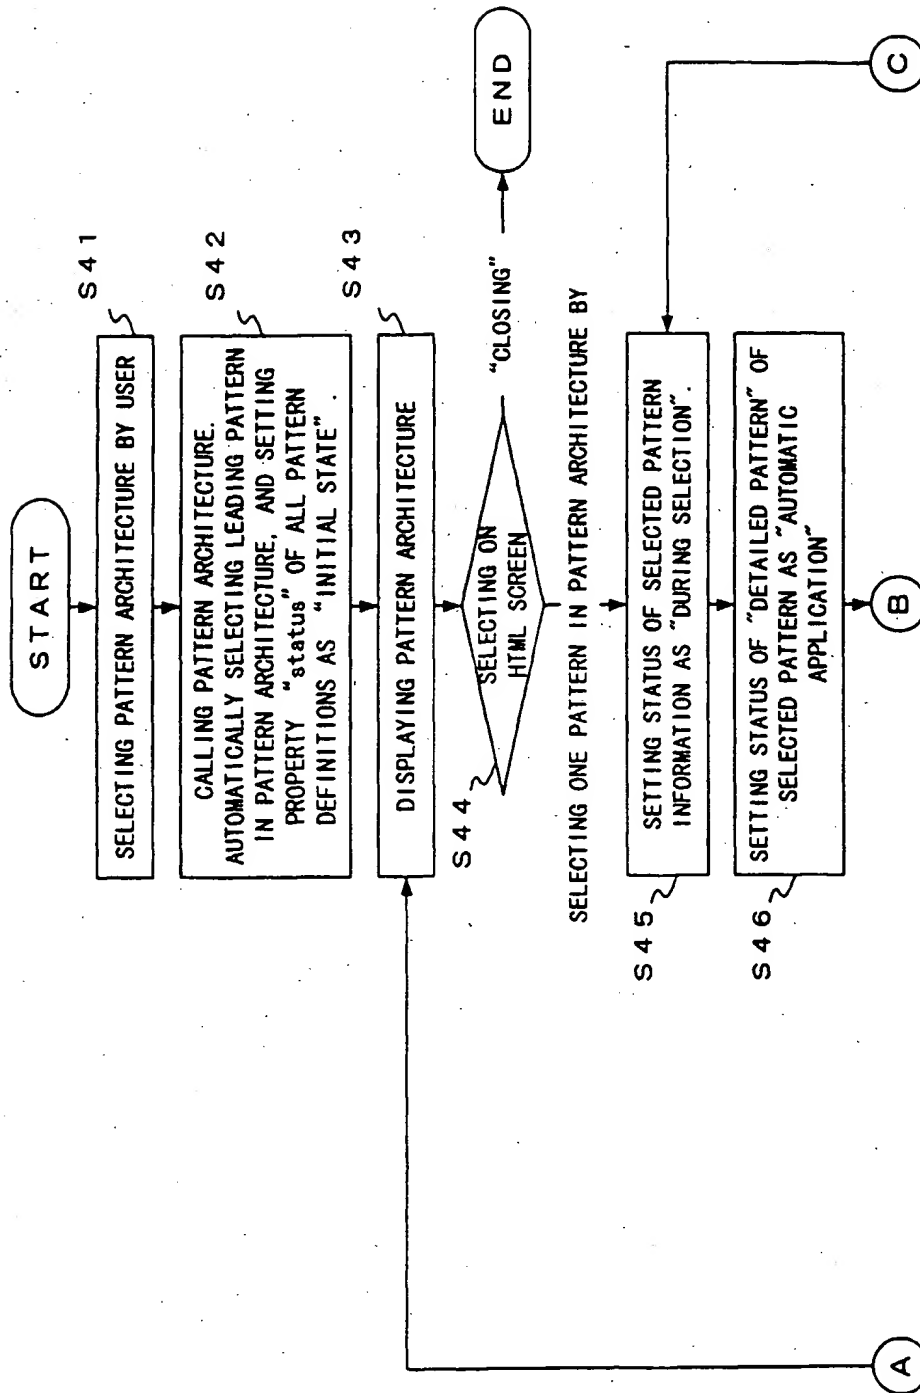 START
S41
SELECTING PATTERN ARCHITECTURE BY USER
S42
CALLING PATTERN ARCHITECTURE.
AUTOMATICALLY SELECTING LEADING PATTERN
IN PATTERN ARCHITECTURE, AND SETTING
PROPERTY "status" OF ALL PATTERN
DEFINITIONS AS "INITIAL STATE".
S43
DISPLAYING PATTERN ARCHITECTURE
S44
SELECTING ON
HTML SCREEN
"CLOSING"
END
SELECTING ONE PATTERN IN PATTERN ARCHITECTURE BY
S45
SETTING STATUS OF SELECTED PATTERN
INFORMATION AS "DURING SELECTION".
S46
SETTING STATUS OF "DETAILED PATTERN" OF
SELECTED PATTERN AS "AUTOMATIC
APPLICATION"
A
B
C